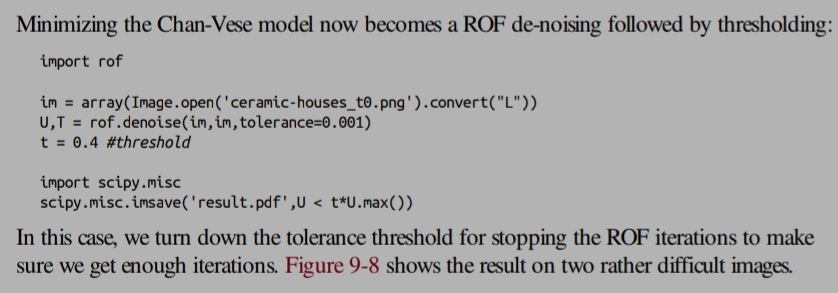 Minimizing the Chan-Vese model now becomes a ROF de-noising followed by thresholding:
import rof
im = array(Image.open('ceramic-houses_t0.png').convert("L"))
U,T = rof.denoise(im,im,tolerance=0.001)
t = 0.4 #threshold
import scipy.misc
scipy.misc.imsave('result.pdf',U < t*U.max())
In this case, we turn down the tolerance threshold for stopping the ROF iterations to make
sure we get enough iterations. Figure 9-8 shows the result on two rather difficult images.